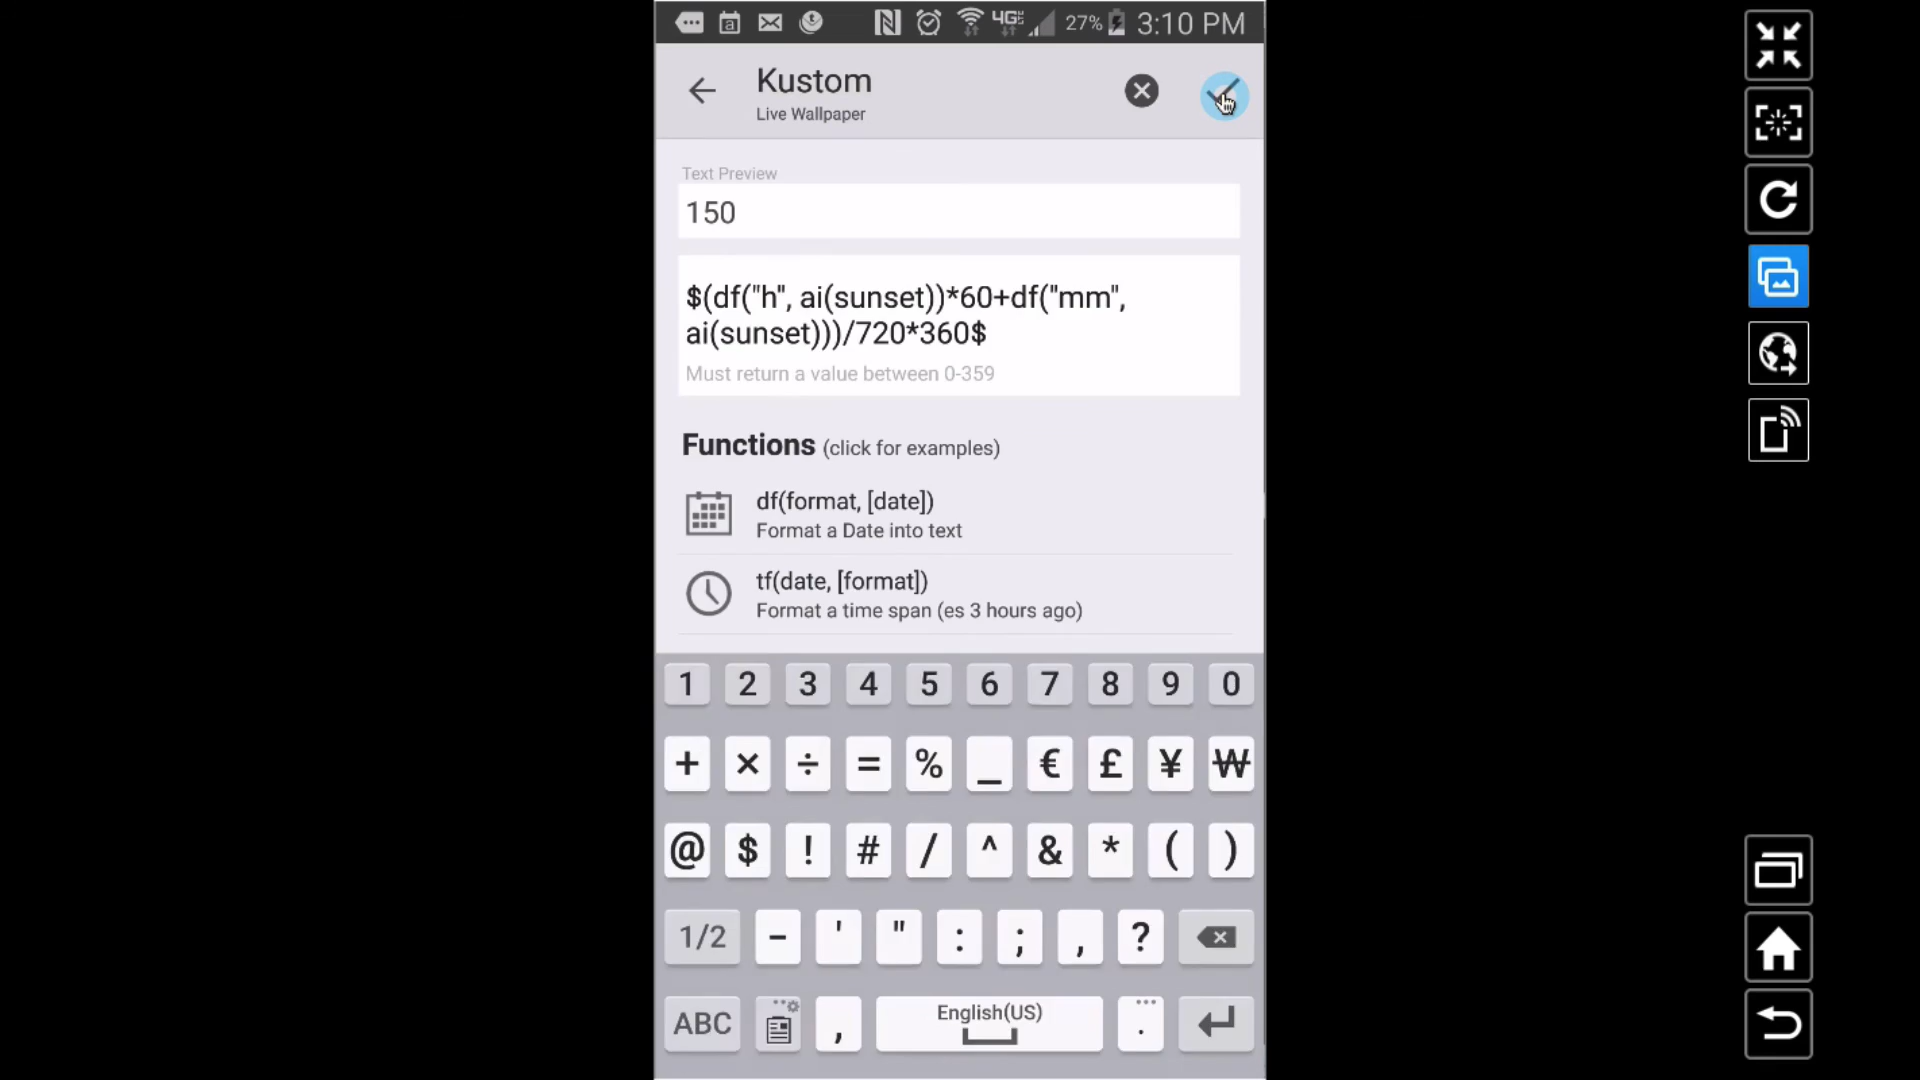 4G LTE 27% 3:10 PM
Kustom
Live Wallpaper
Text Preview
150
$(df("h", ai(sunset))*60+df("mm",
ai(sunset)))/720*360$
Must return a value between 0-359
Functions (click for examples)
df(format, [date])
Format a Date into text
tf(date, [format])
Format a time span (es 3 hours ago)
1 2 3 4 5 6 7 8 9 0
+ × ÷ = % _ € £ ¥ ₩
@ $ ! # / ^ & * ( )
1/2 - ' " : ; , ?
ABC , English(US) .